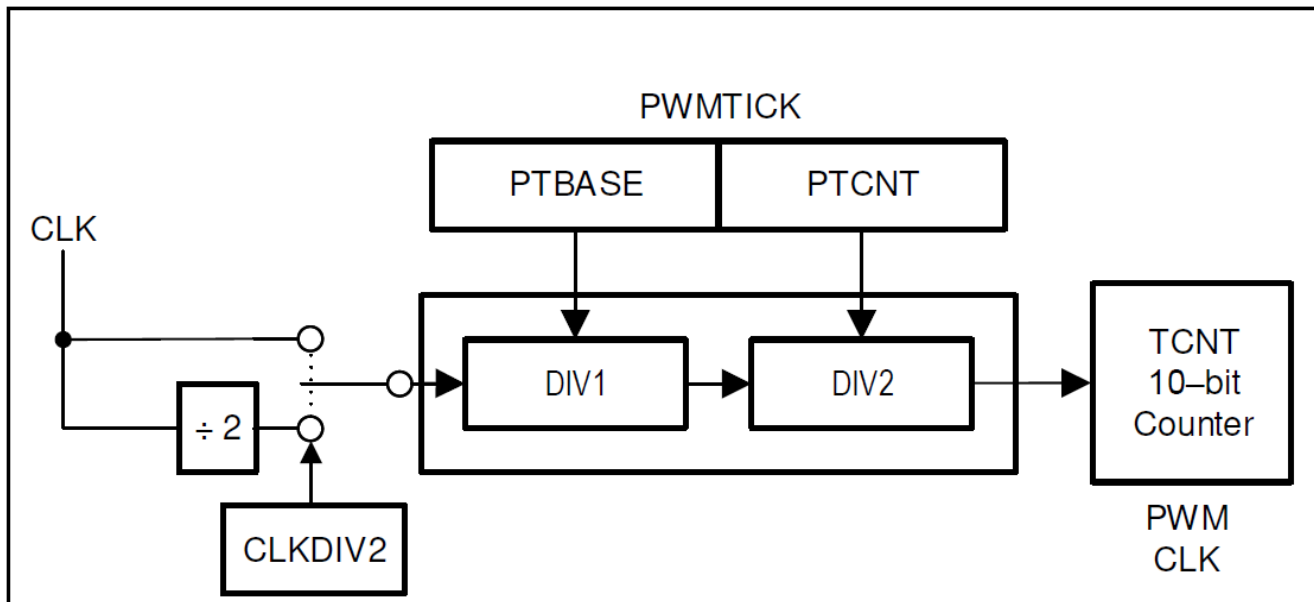 PWMTICK
PTBASE
PTCNT
CLK
DIV1
DIV2
TCNT
10–bit
Counter
÷ 2
CLKDIV2
PWM
CLK